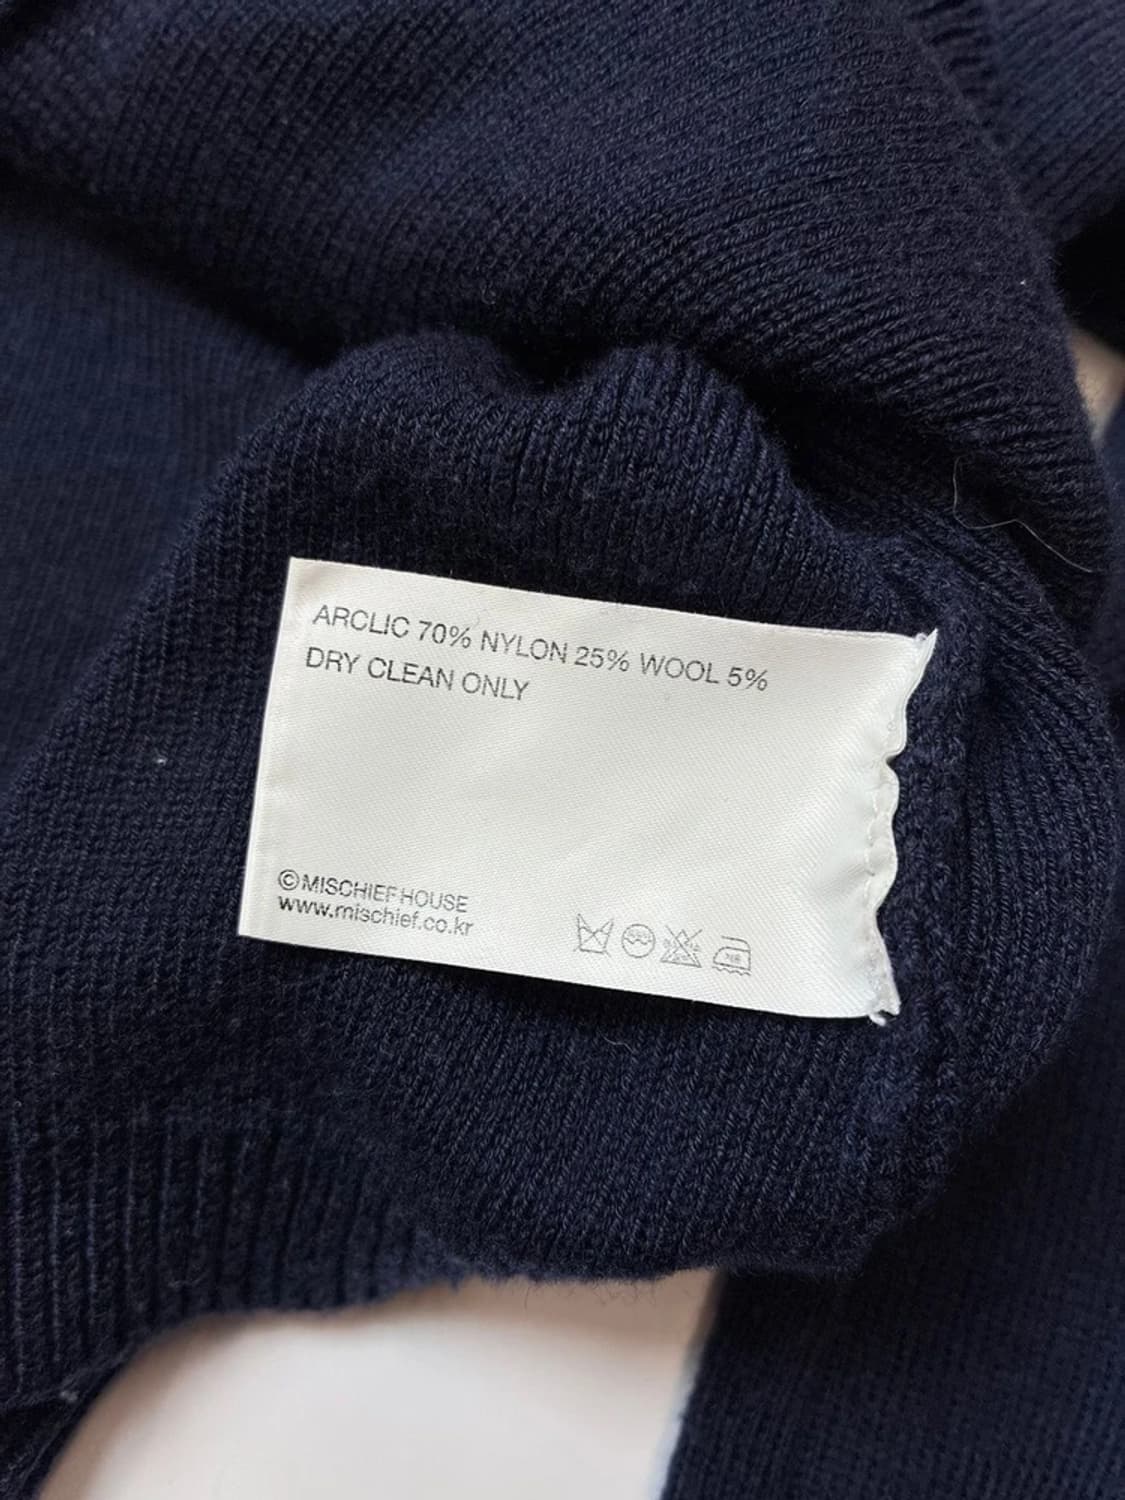 ARCLIC 70% NYLON 25% WOOL 5%
DRY CLEAN ONLY
©MISCHIEF HOUSE
www.mischief.co.kr